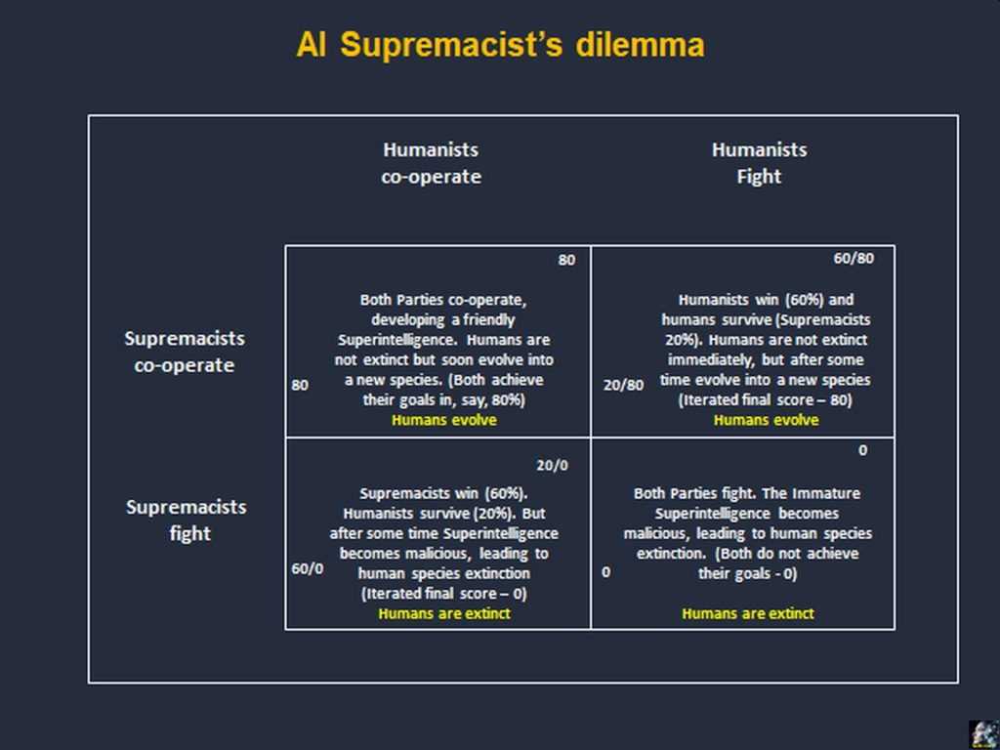 AI Supremacist's dilemma
Humanists
co-operate
Humanists
Fight
Supremacists
co-operate
80
Both Parties co-operate,
developing a friendly
Superintelligence. Humans are
not extinct but soon evolve into
a new species. (Both achieve
their goals in, say, 80%)
Humans evolve
80
60/80
Humanists win (60%) and
humans survive (Supremacists
20%). Humans are not extinct
immediately, but after some
time evolve into a new species
(Iterated final score – 80)
Humans evolve
20/80
Supremacists
fight
20/0
Supremacists win (60%).
Humanists survive (20%). But
after some time Superintelligence
becomes malicious, leading to
human species extinction
(Iterated final score – 0)
Humans are extinct
60/0
0
Both Parties fight. The Immature
Superintelligence becomes
malicious, leading to human species
extinction. (Both do not achieve
their goals - 0)
Humans are extinct
0